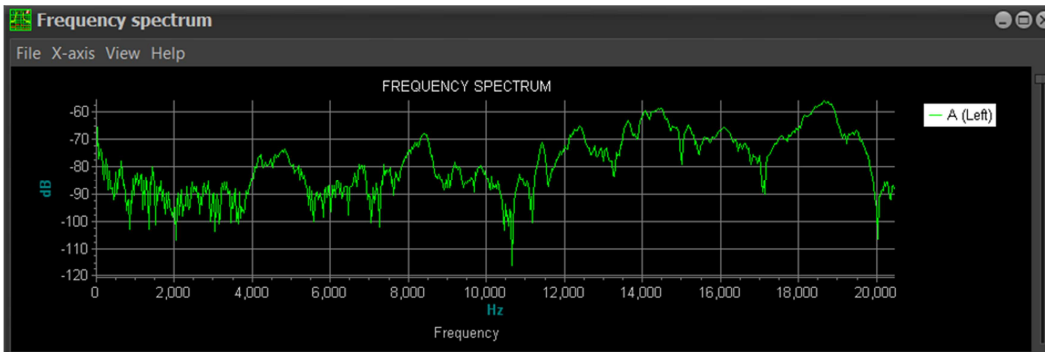 Frequency spectrum
File X-axis View Help
FREQUENCY SPECTRUM
A (Left)
-60
-70
-80
-90
-100
-110
-120
dB
0 2,000 4,000 6,000 8,000 10,000 12,000 14,000 16,000 18,000 20,000
Hz
Frequency